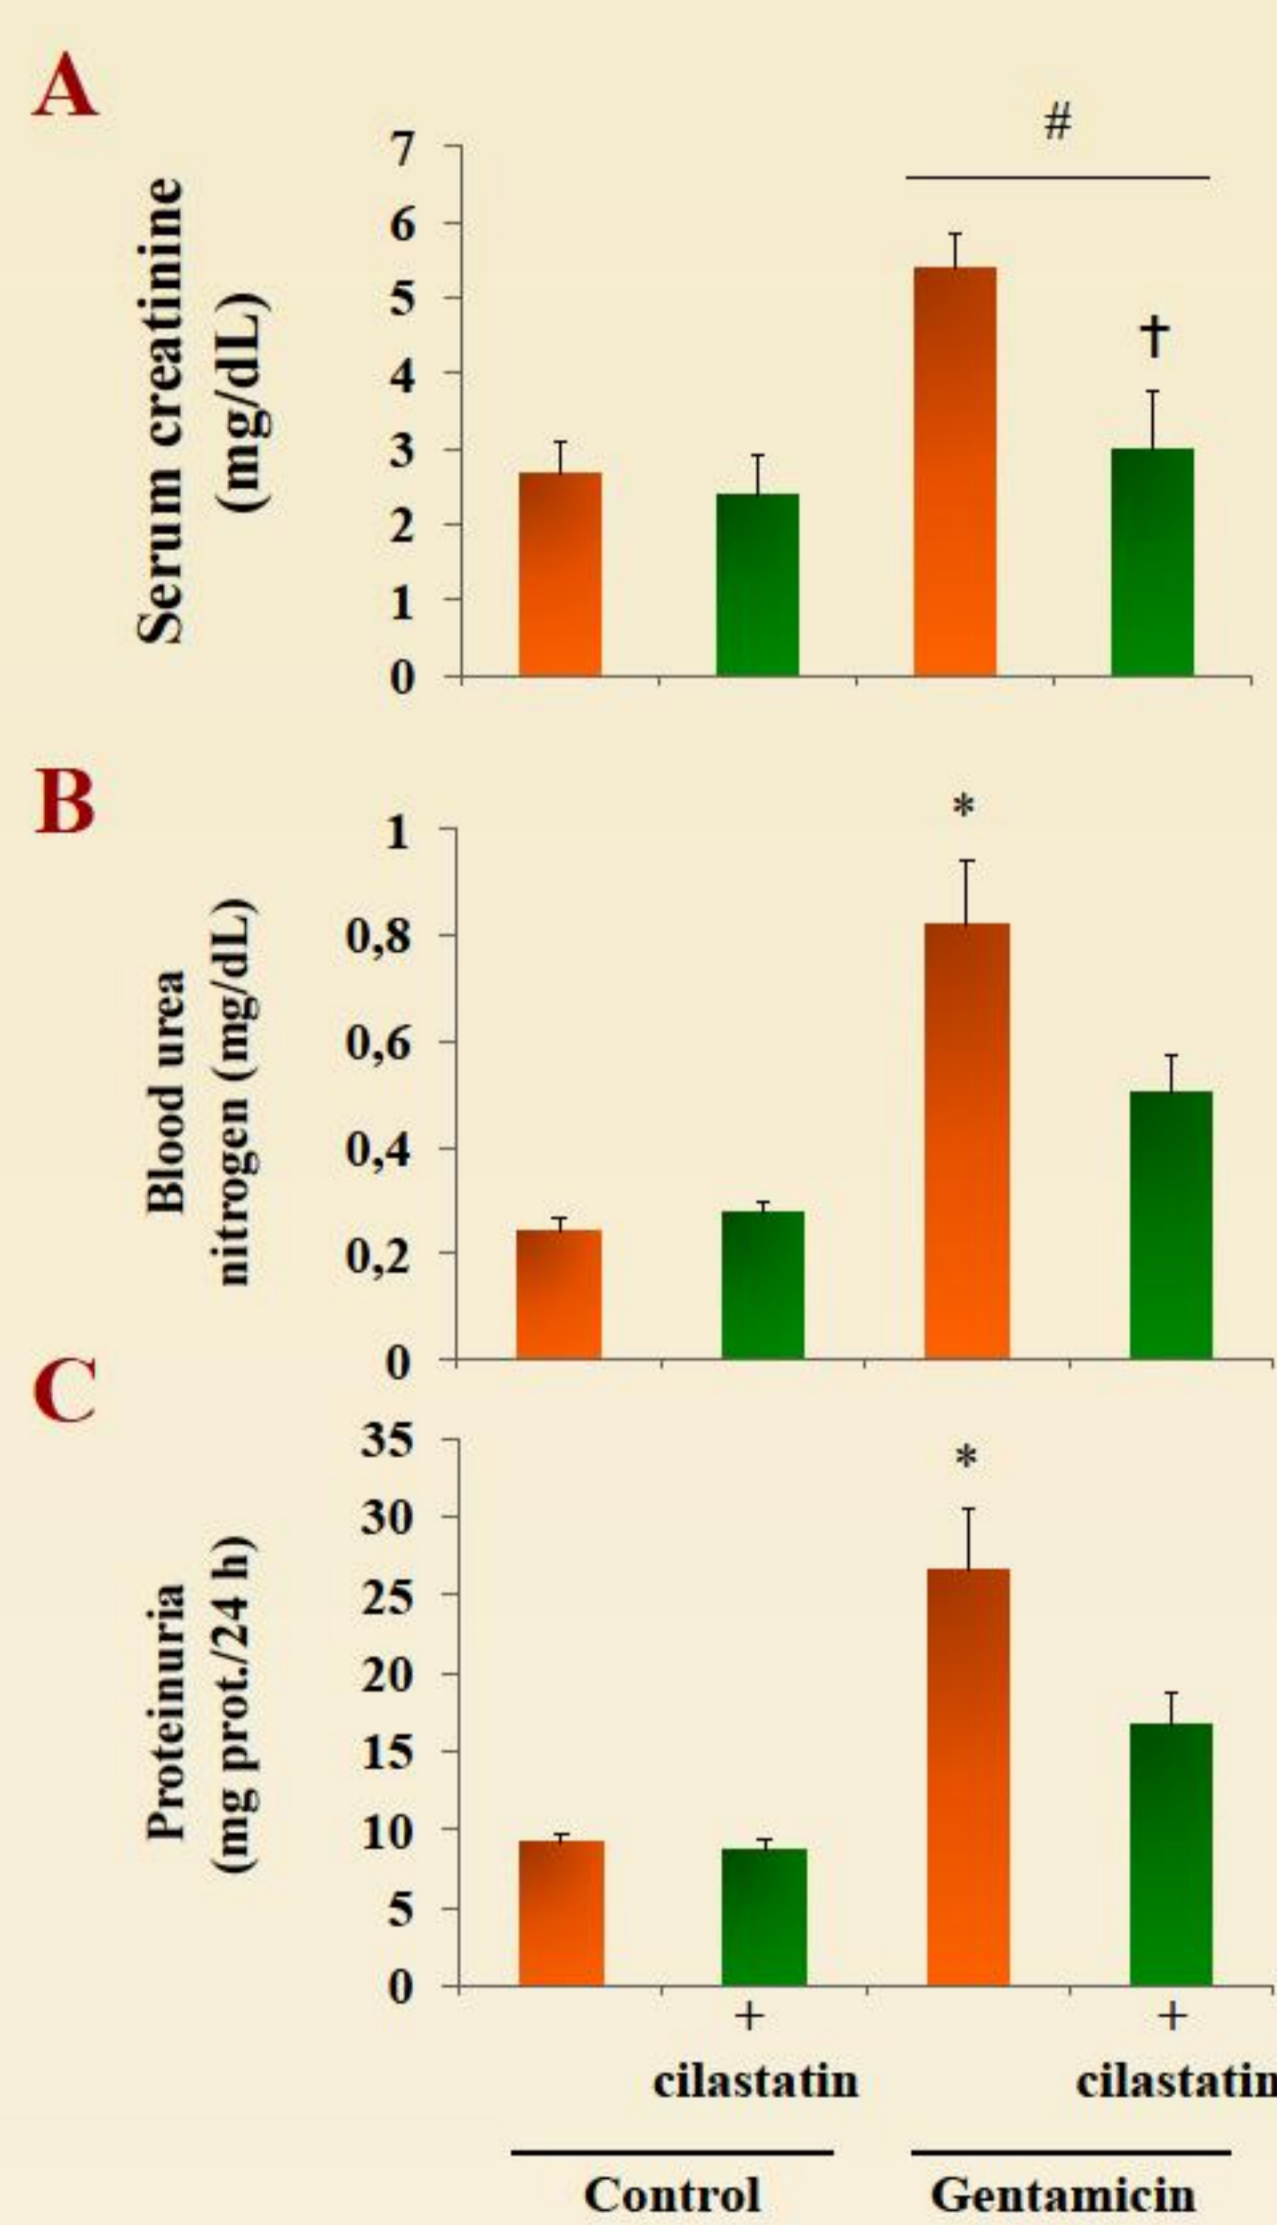 A
Serum creatinine
(mg/dL)
7
6
5
4
3
2
1
0
#
†
B
Blood urea
nitrogen (mg/dL)
1
0,8
0,6
0,4
0,2
0
*
C
Proteinuria
(mg prot./24 h)
35
30
25
20
15
10
5
0
*
+ +
cilastatin cilastatin
Control Gentamicin